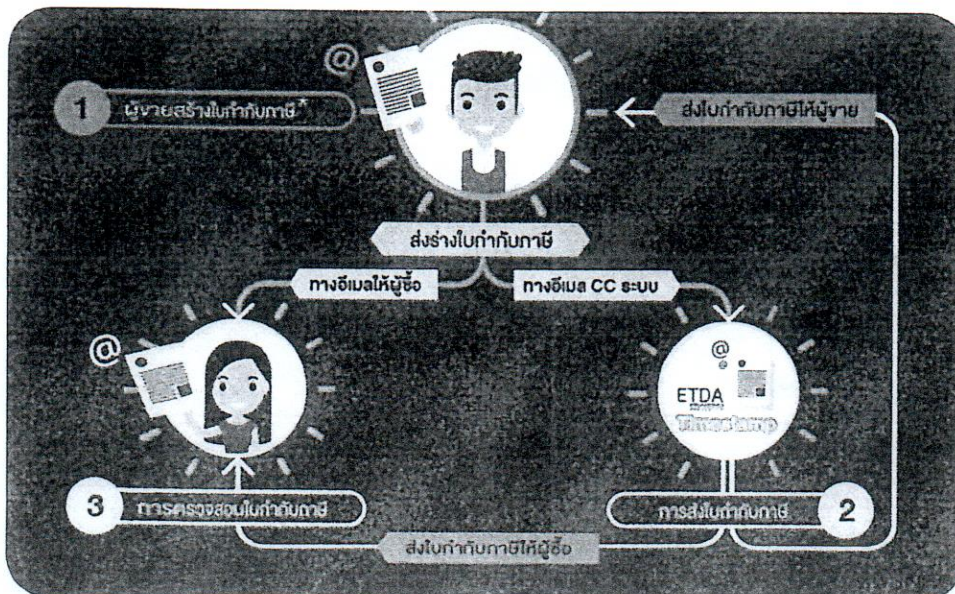 @
1 ผู้ขายสร้างใบกำกับภาษี*
ส่งใบกำกับภาษีให้ผู้ขาย
ส่งร่างใบกำกับภาษี
ทางอีเมลให้ผู้ซื้อ
ทางอีเมล CC ระบบ
@
@
ETDA
Timestamp
3 การตรวจสอบใบกำกับภาษี
การส่งใบกำกับภาษี 2
ส่งใบกำกับภาษีให้ผู้ซื้อ